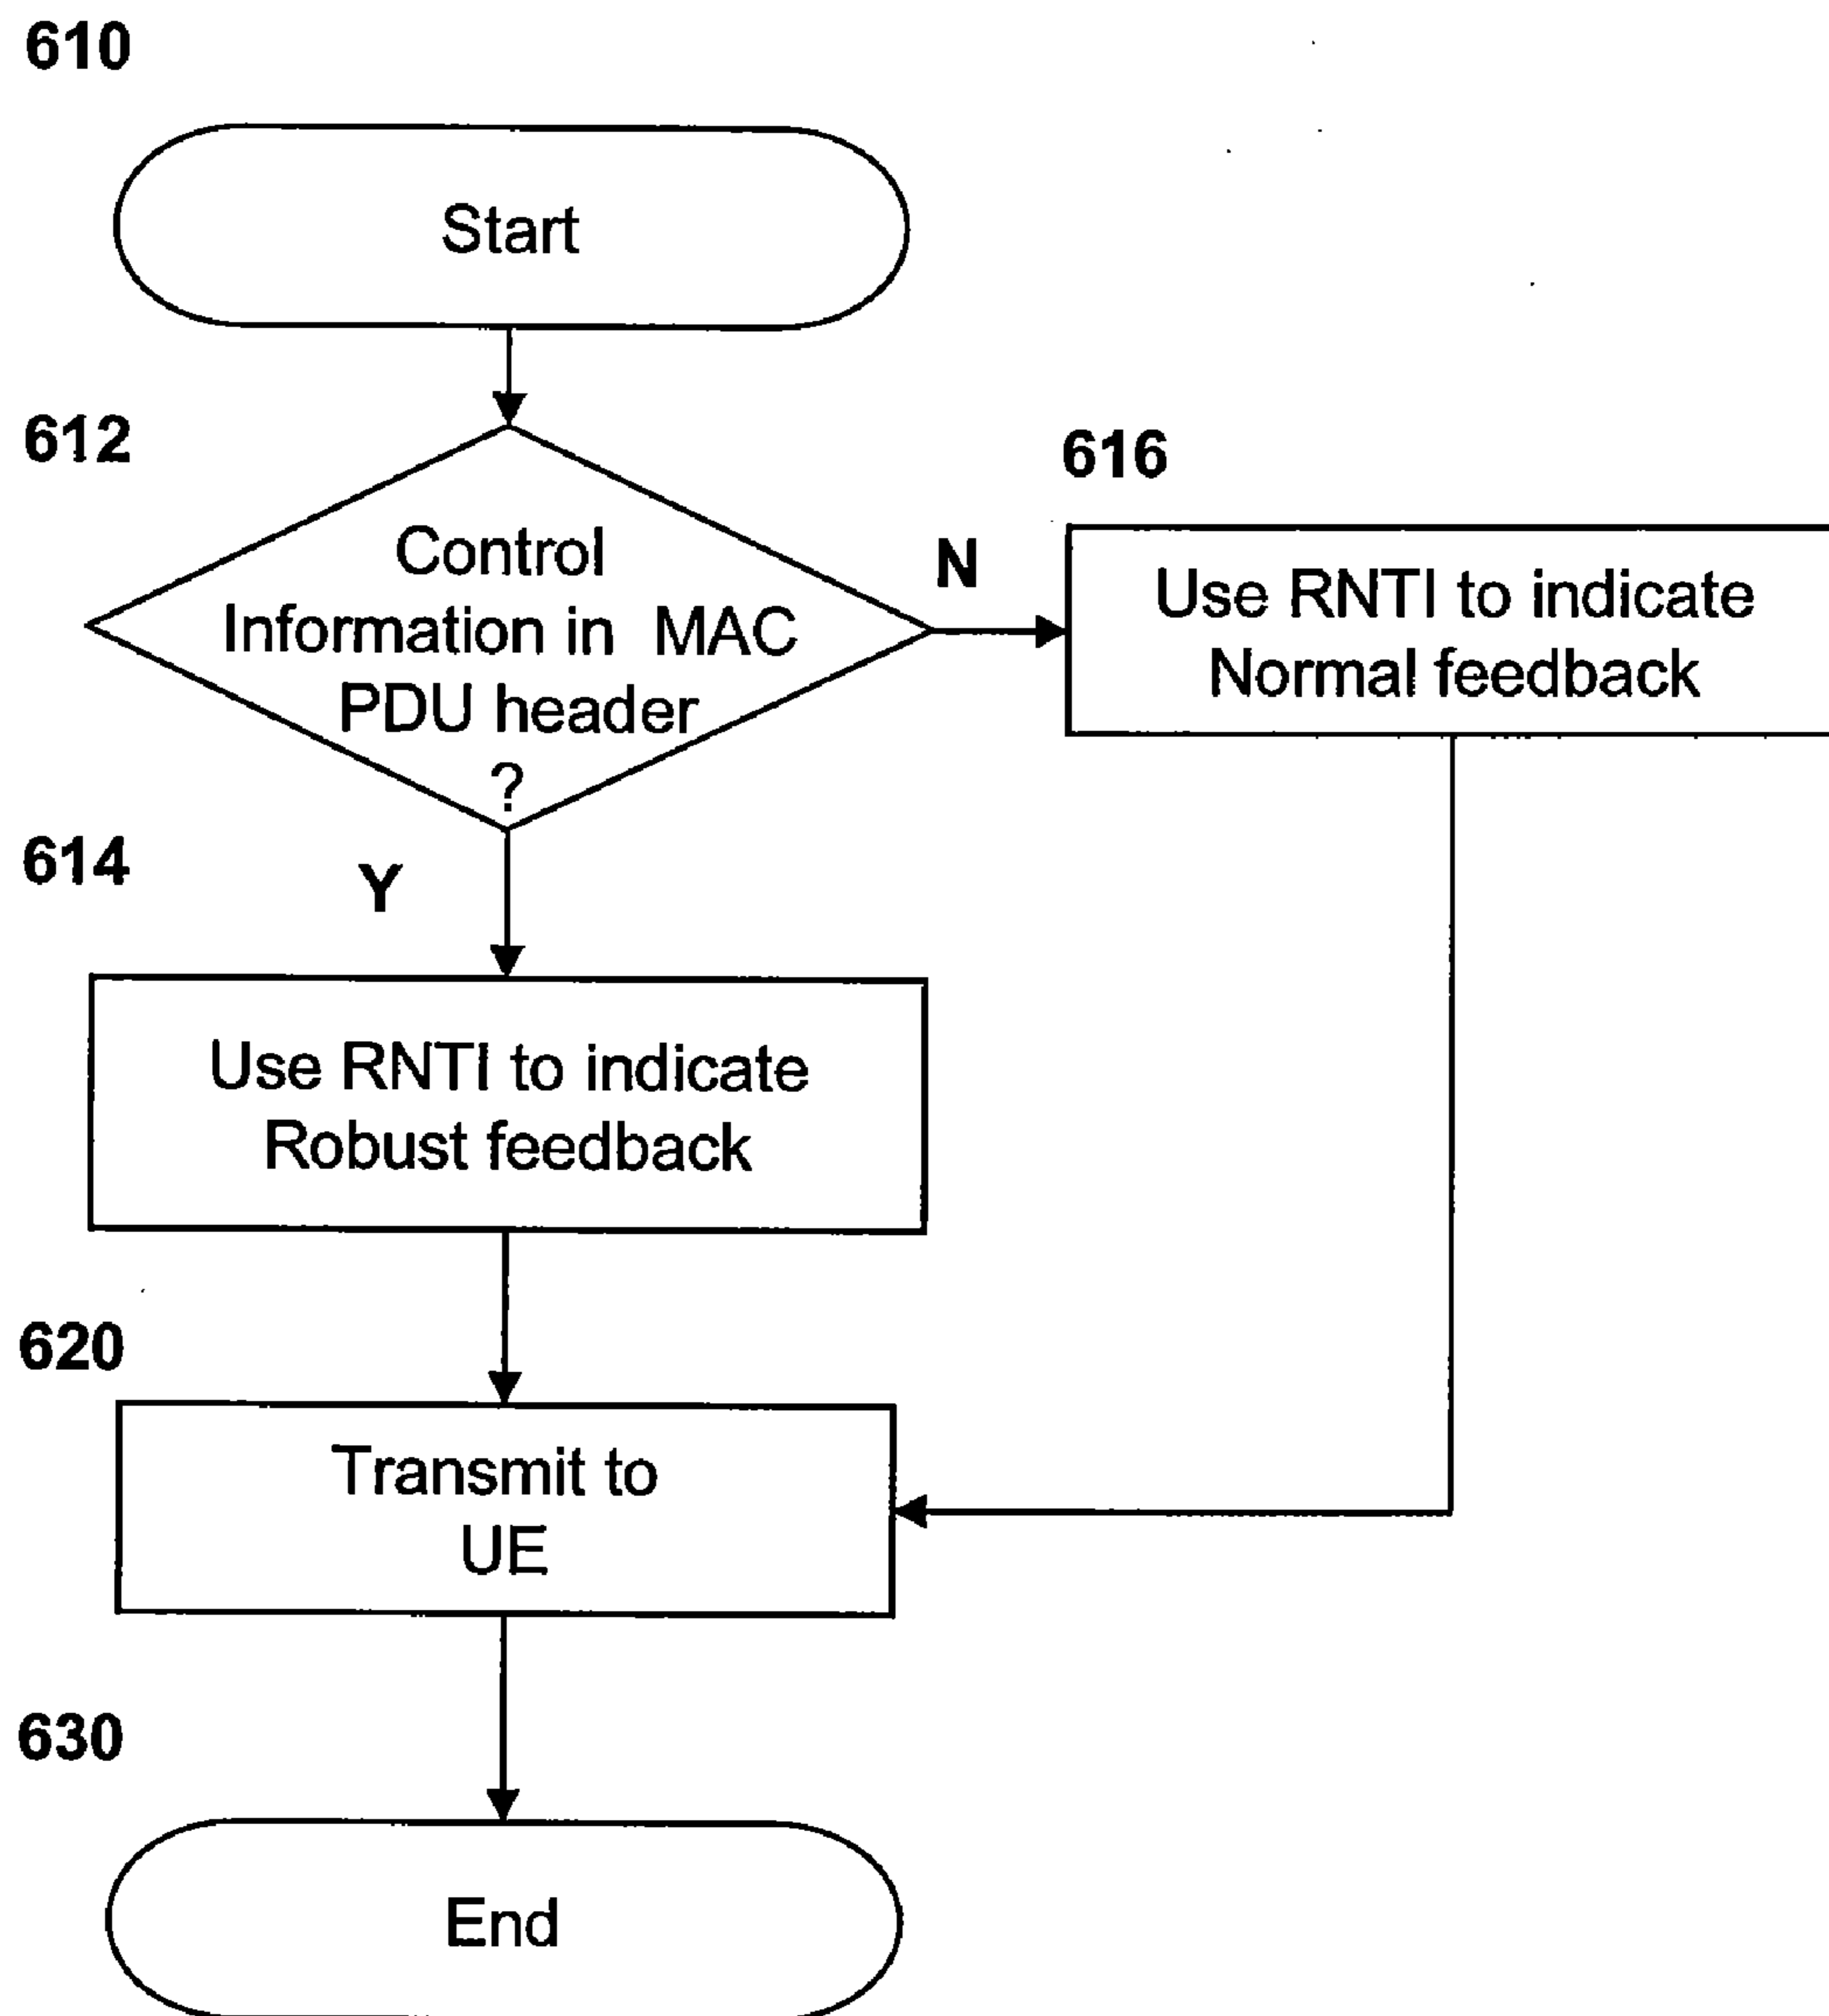 610
Start
612
Control
Information in MAC
PDU header
?
N
616
Use RNTI to indicate
Normal feedback
614
Y
Use RNTI to indicate
Robust feedback
620
Transmit to
UE
630
End